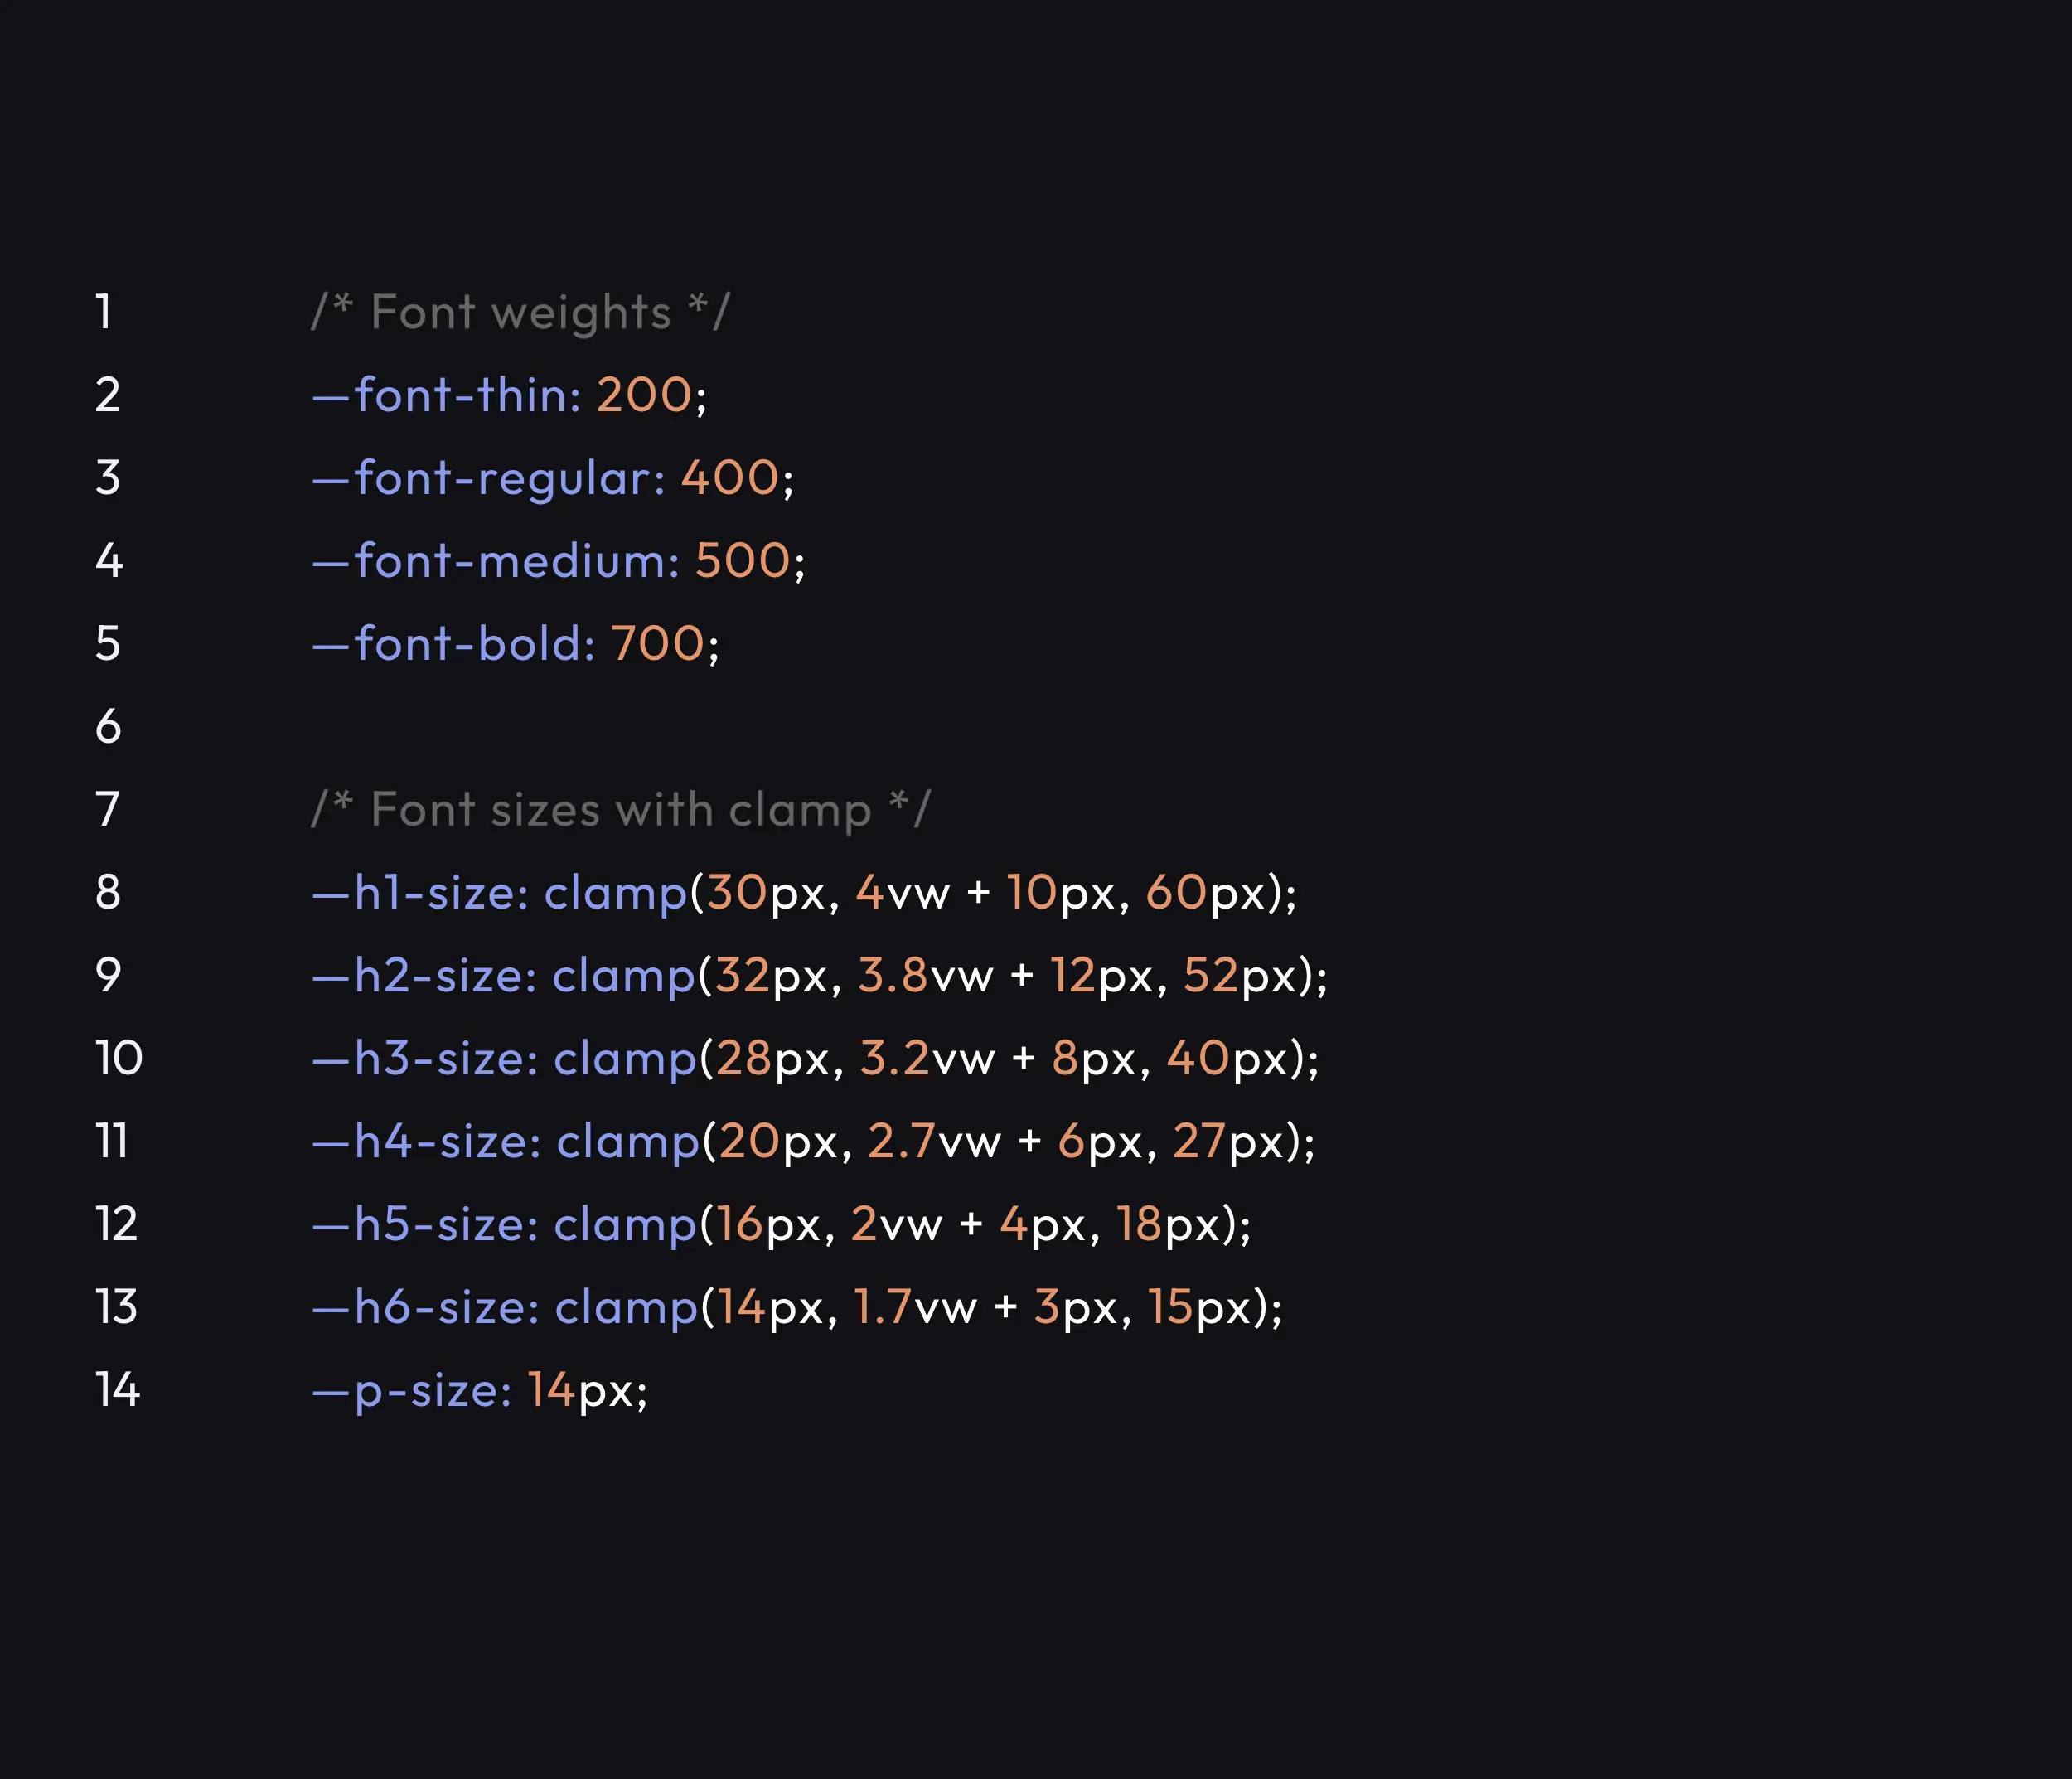 1 /* Font weights */
2 —font-thin: 200;
3 —font-regular: 400;
4 —font-medium: 500;
5 —font-bold: 700;
6
7 /* Font sizes with clamp */
8 —h1-size: clamp(30px, 4vw + 10px, 60px);
9 —h2-size: clamp(32px, 3.8vw + 12px, 52px);
10 —h3-size: clamp(28px, 3.2vw + 8px, 40px);
11 —h4-size: clamp(20px, 2.7vw + 6px, 27px);
12 —h5-size: clamp(16px, 2vw + 4px, 18px);
13 —h6-size: clamp(14px, 1.7vw + 3px, 15px);
14 —p-size: 14px;